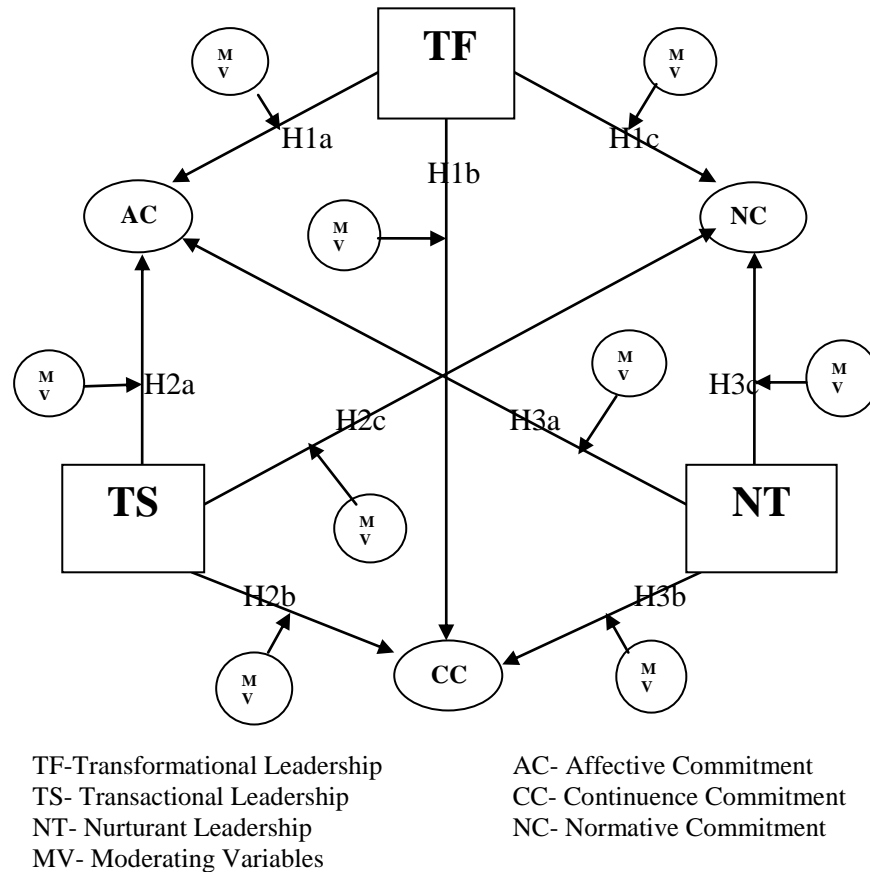 TF
M
V
M
V
H1a
H1c
H1b
AC
NC
M
V
M
V
M
V
M
V
H2a
H3c
H2c
H3a
TS
NT
M
V
H2b
H3b
M
V
CC
M
V
TF-Transformational Leadership
TS- Transactional Leadership
NT- Nurturant Leadership
MV- Moderating Variables
AC- Affective Commitment
CC- Continuence Commitment
NC- Normative Commitment